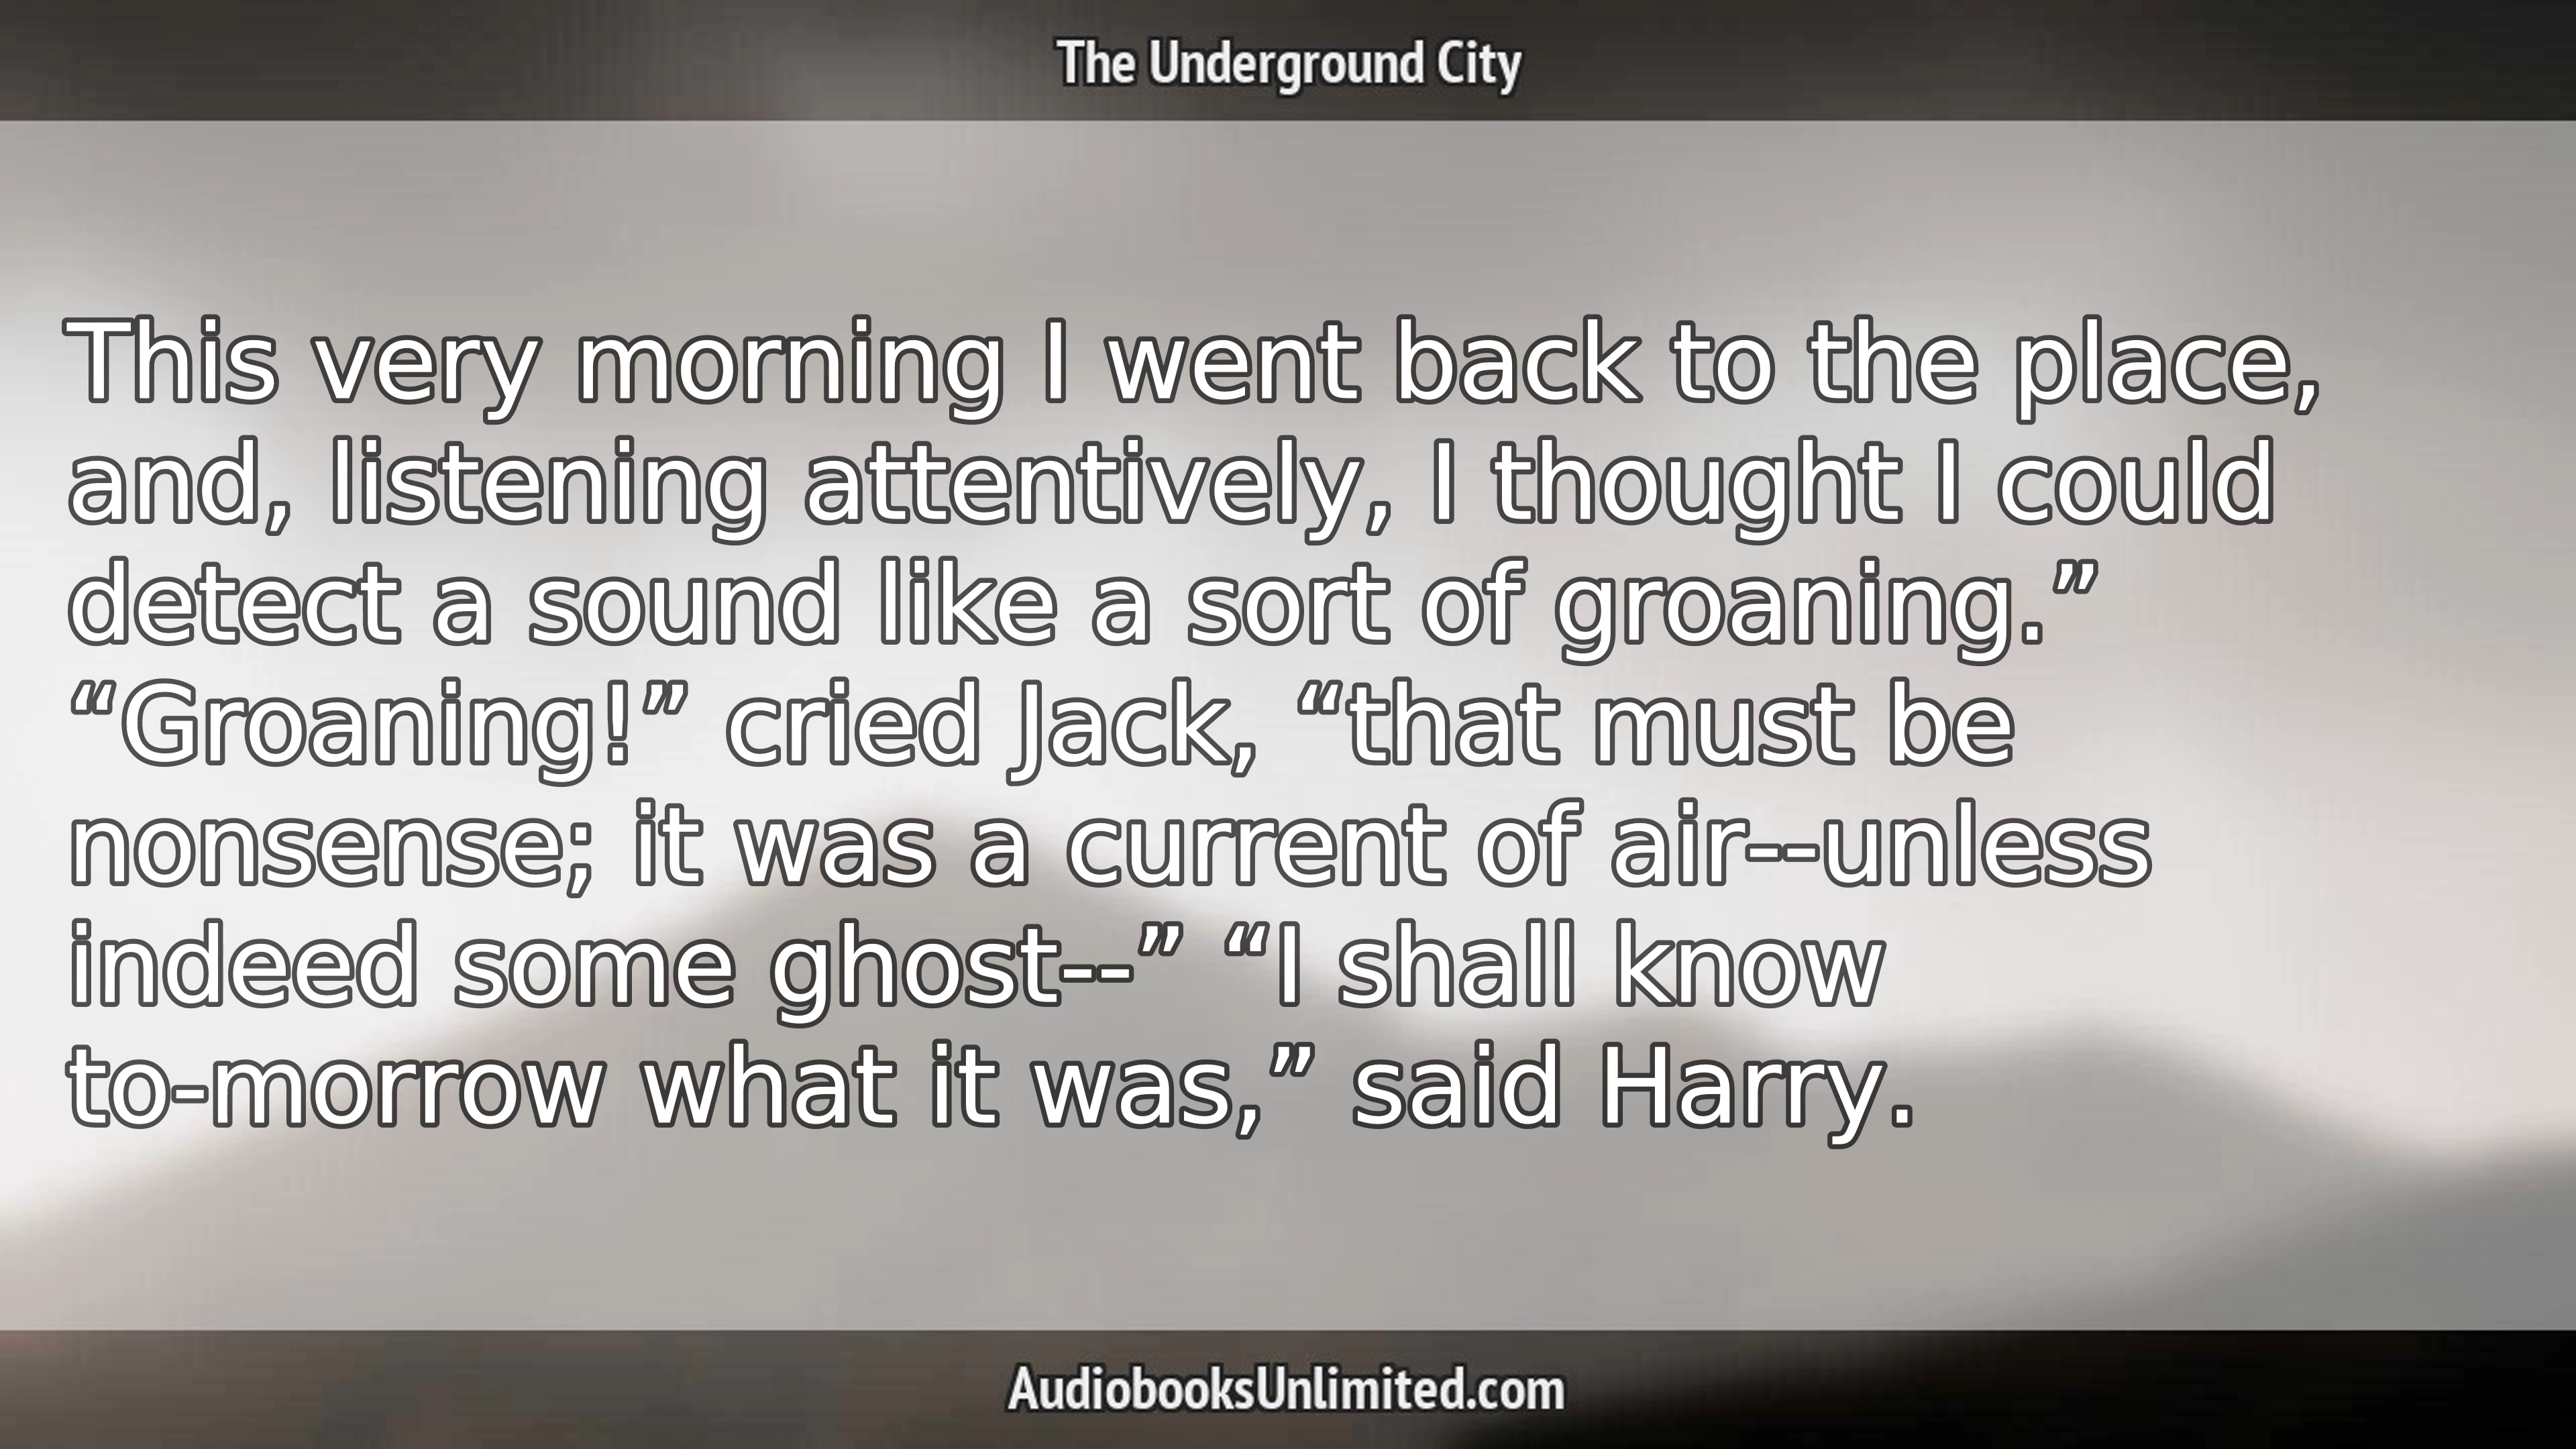 The Underground City
This very morning I went back to the place,
and, listening attentively, I thought I could
detect a sound like a sort of groaning.”
“Groaning!” cried Jack, “that must be
nonsense; it was a current of air--unless
indeed some ghost--” “I shall know
to-morrow what it was,” said Harry.
AudiobooksUnlimited.com